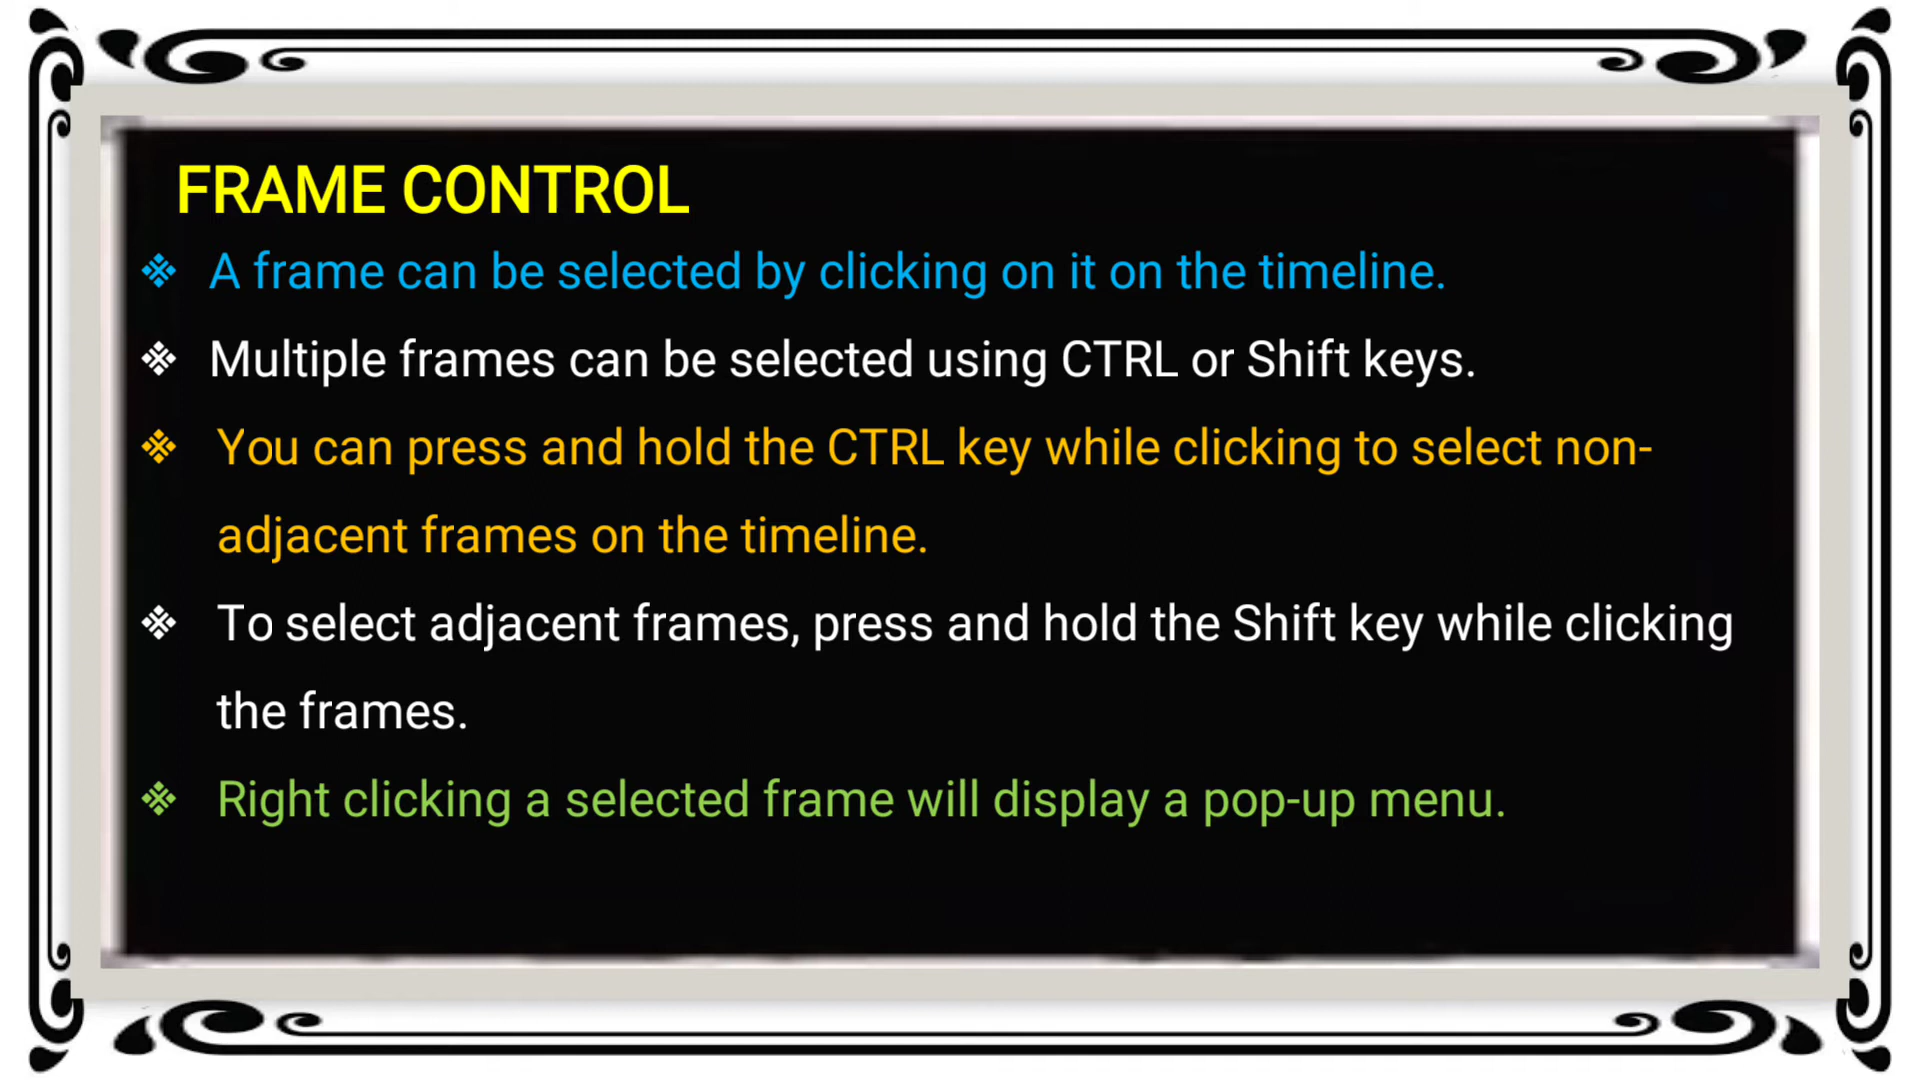 FRAME CONTROL
❖ A frame can be selected by clicking on it on the timeline.
❖ Multiple frames can be selected using CTRL or Shift keys.
❖ You can press and hold the CTRL key while clicking to select non-
adjacent frames on the timeline.
❖ To select adjacent frames, press and hold the Shift key while clicking
the frames.
❖ Right clicking a selected frame will display a pop-up menu.